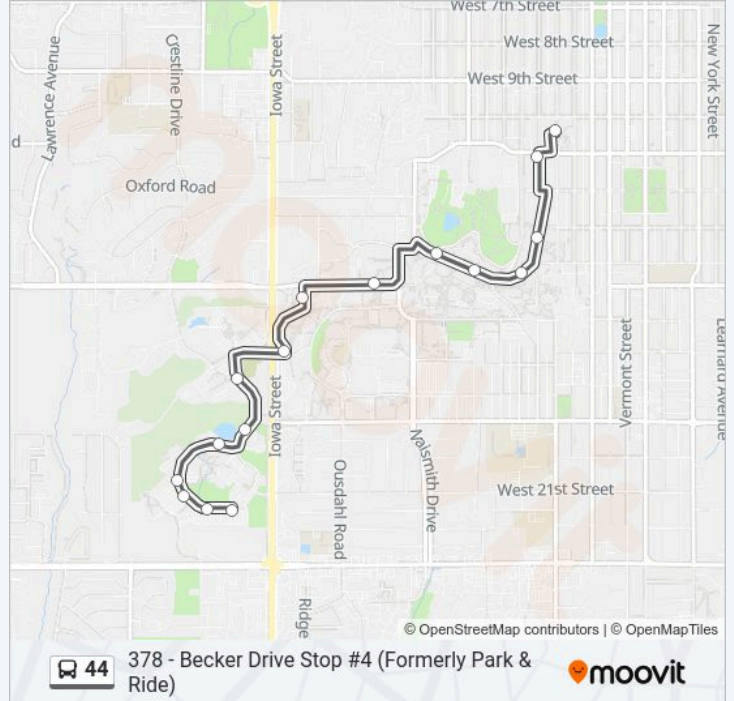 West 7th Street
West 8th Street
West 9th Street
New York Street
Iowa Street
Crestline Drive
Lawrence Avenue
d
Oxford Road
Vermont Street
Learnard Avenue
Iowa Street
Naismith Drive
Ousdahl Road
West 21st Street
Ridge
© OpenStreetMap contributors | © OpenMapTiles
44
378 - Becker Drive Stop #4 (Formerly Park &
Ride)
moovit